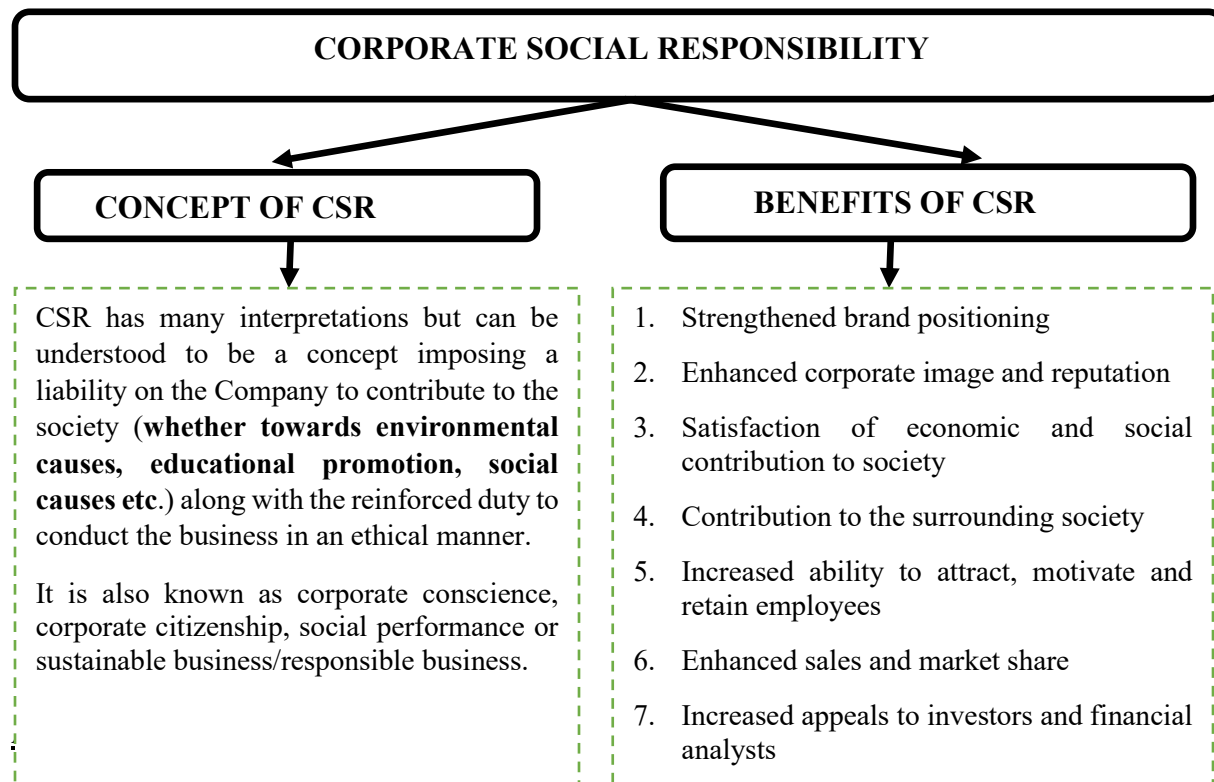 CORPORATE SOCIAL RESPONSIBILITY
CONCEPT OF CSR
CSR has many interpretations but can be
understood to be a concept imposing a
liability on the Company to contribute to the
society (whether towards environmental
causes, educational promotion, social
causes etc.) along with the reinforced duty to
conduct the business in an ethical manner.
It is also known as corporate conscience,
corporate citizenship, social performance or
sustainable business/responsible business.
BENEFITS OF CSR
1. Strengthened brand positioning
2. Enhanced corporate image and reputation
3. Satisfaction of economic and social
contribution to society
4. Contribution to the surrounding society
5. Increased ability to attract, motivate and
retain employees
6. Enhanced sales and market share
7. Increased appeals to investors and financial
analysts